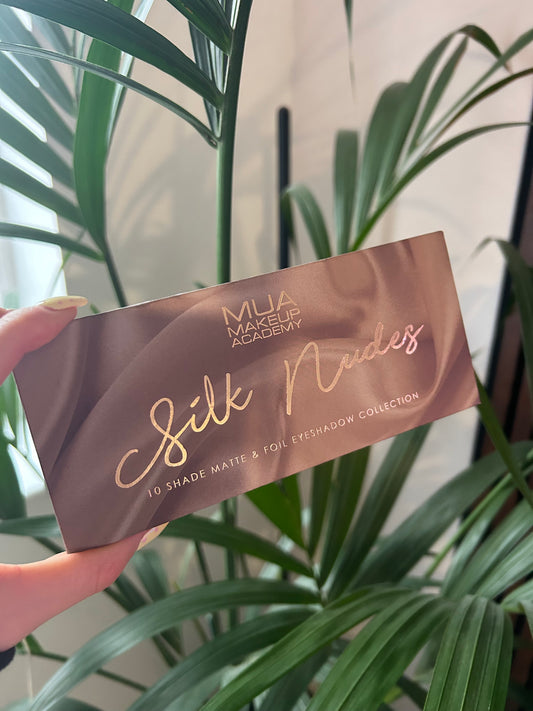 MUA
MAKEUP
ACADEMY
Silk Nudes
10 SHADE MATTE & FOIL EYESHADOW COLLECTION